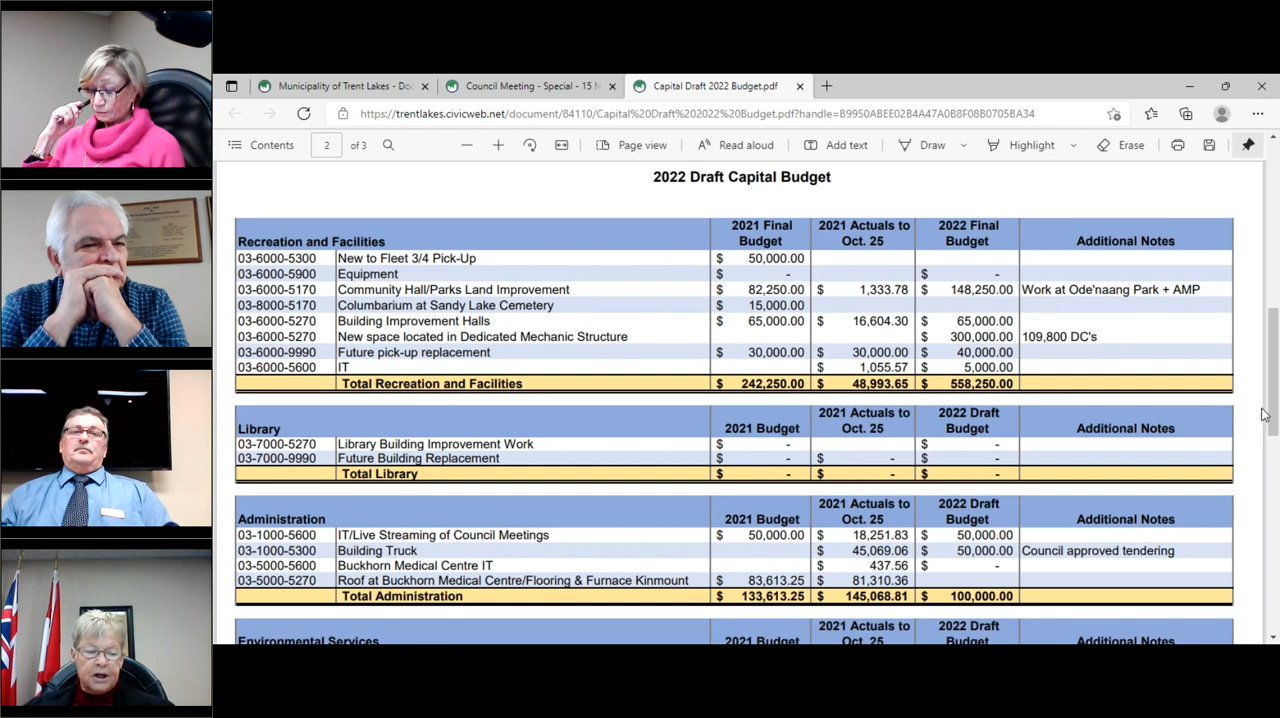 Municipality of Trent Lakes - Doc
Council Meeting - Special - 15 N
Capital Draft 2022 Budget.pdf
https://trentlakes.civicweb.net/document/84110/Capital%20Draft%202022%20Budget.pdf?handle=B9950ABEE02B4A47A0B8F08B0705BA34
Contents 2 of 3 Page view Read aloud Add text Draw Highlight Erase
2022 Draft Capital Budget
Recreation and Facilities 2021 Final Budget 2021 Actuals to Oct. 25 2022 Final Budget Additional Notes
03-6000-5300 New to Fleet 3/4 Pick-Up $ 50,000.00
03-6000-5900 Equipment $ - $ -
03-6000-5170 Community Hall/Parks Land Improvement $ 82,250.00 $ 1,333.78 $ 148,250.00 Work at Ode'naang Park + AMP
03-8000-5170 Columbarium at Sandy Lake Cemetery $ 15,000.00
03-6000-5270 Building Improvement Halls $ 65,000.00 $ 16,604.30 $ 65,000.00
03-6000-5270 New space located in Dedicated Mechanic Structure $ 300,000.00 109,800 DC's
03-6000-9990 Future pick-up replacement $ 30,000.00 $ 30,000.00 $ 40,000.00
03-6000-5600 IT $ 1,055.57 $ 5,000.00
Total Recreation and Facilities $ 242,250.00 $ 48,993.65 $ 558,250.00
Library 2021 Budget 2021 Actuals to Oct. 25 2022 Draft Budget Additional Notes
03-7000-5270 Library Building Improvement Work $ - $ -
03-7000-9990 Future Building Replacement $ - $ - $ -
Total Library $ - $ - $ -
Administration 2021 Budget 2021 Actuals to Oct. 25 2022 Draft Budget Additional Notes
03-1000-5600 IT/Live Streaming of Council Meetings $ 50,000.00 $ 18,251.83 $ 50,000.00
03-1000-5300 Building Truck $ 45,069.06 $ 50,000.00 Council approved tendering
03-5000-5600 Buckhorn Medical Centre IT $ 437.56 $ -
03-5000-5270 Roof at Buckhorn Medical Centre/Flooring & Furnace Kinmount $ 83,613.25 $ 81,310.36
Total Administration $ 133,613.25 $ 145,068.81 $ 100,000.00
Environmental Services 2021 Budget 2021 Actuals to Oct. 25 2022 Draft Budget Additional Notes